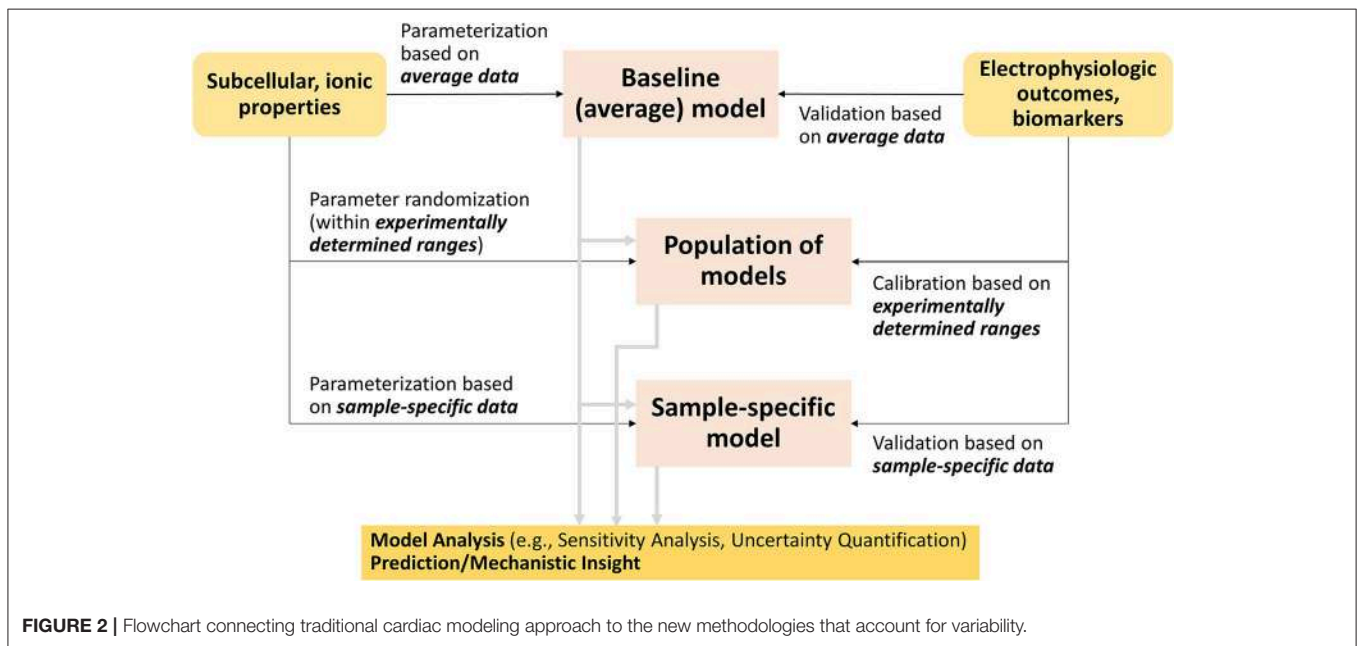 Parameterization
based on
average data
Subcellular, ionic
properties
Baseline
(average) model
Electrophysiologic
outcomes,
biomarkers
Validation based
on average data
Parameter randomization
(within experimentally
determined ranges)
Population of
models
Calibration based on
experimentally
determined ranges
Parameterization based
on sample-specific data
Sample-specific
model
Validation based on
sample-specific data
Model Analysis (e.g., Sensitivity Analysis, Uncertainty Quantification)
Prediction/Mechanistic Insight
FIGURE 2 | Flowchart connecting traditional cardiac modeling approach to the new methodologies that account for variability.